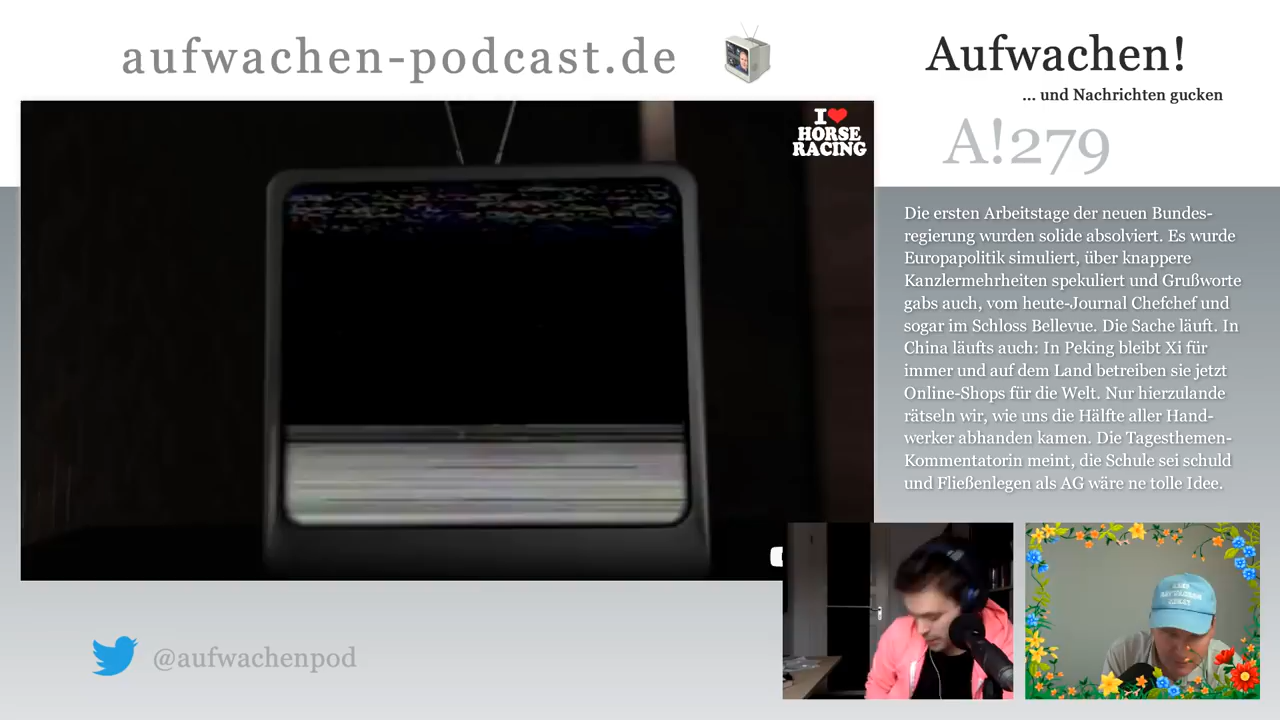 aufwachen-podcast.de
Aufwachen!
... und Nachrichten gucken
A!279
I
HORSE
RACING
Die ersten Arbeitstage der neuen Bundes-
regierung wurden solide absolviert. Es wurde
Europapolitik simuliert, über knappere
Kanzlermehrheiten spekuliert und Grußworte
gabs auch, vom heute-Journal Chefchef und
sogar im Schloss Bellevue. Die Sache läuft. In
China läufts auch: In Peking bleibt Xi für
immer und auf dem Land betreiben sie jetzt
Online-Shops für die Welt. Nur hierzulande
rätseln wir, wie uns die Hälfte aller Hand-
werker abhanden kamen. Die Tagesthemen-
Kommentatorin meint, die Schule sei schuld
und Fließenlegen als AG wäre ne tolle Idee.
@aufwachenpod